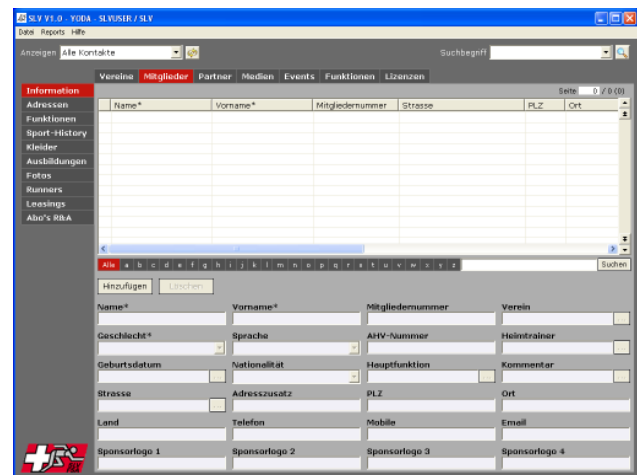 SLV V1.0 - YODA - SLVUSER / SLV
Datei Reports Hilfe
Anzeigen Alle Kontakte Suchbegriff
Vereine Mitglieder Partner Medien Events Funktionen Lizenzen
Information
Seite 0 / 0 (0)
Adressen
Funktionen
Sport-History
Kleider
Ausbildungen
Fotos
Runners
Leasings
Abo's R&A
Name* Vorname* Mitgliedernummer Strasse PLZ Ort
Alle a b c d e f g h i j k l m n o p q r s t u v w x y z Suchen
Hinzufügen Löschen
Name* Vorname* Mitgliedernummer Verein
Geschlecht* Sprache AHV-Nummer Heimtrainer
Geburtsdatum Nationalität Hauptfunktion Kommentar
Strasse Adresszusatz PLZ Ort
Land Telefon Mobile Email
Sponsorlogo 1 Sponsorlogo 2 Sponsorlogo 3 Sponsorlogo 4